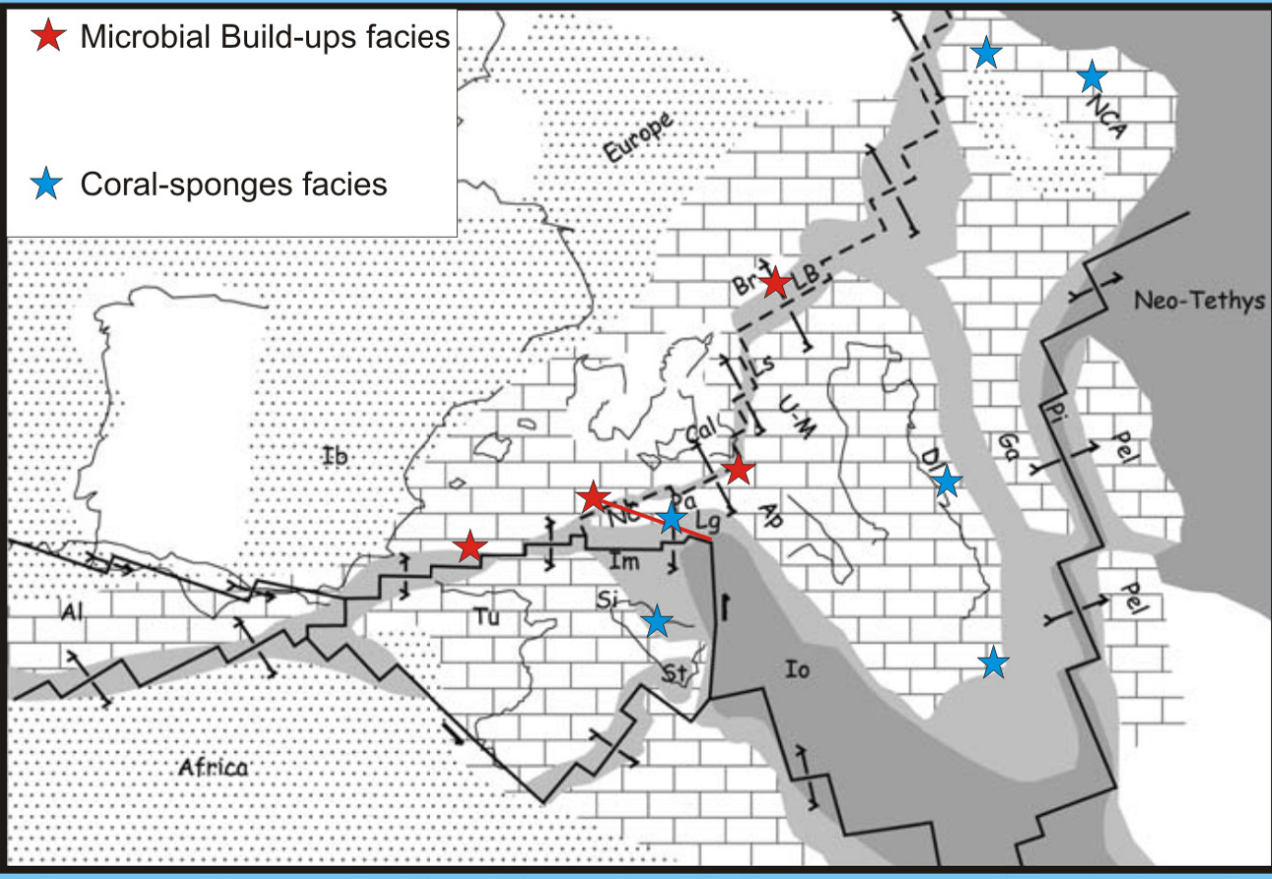 Microbial Build-ups facies
Coral-sponges facies
Europe
NCA
Neo-Tethys
Br
LB
LS
U-M
Cal
Pi
Pel
Ga
DI
Ib
Pa
Lg
Ap
Im
Si
Tu
Al
St
Io
Pel
Africa